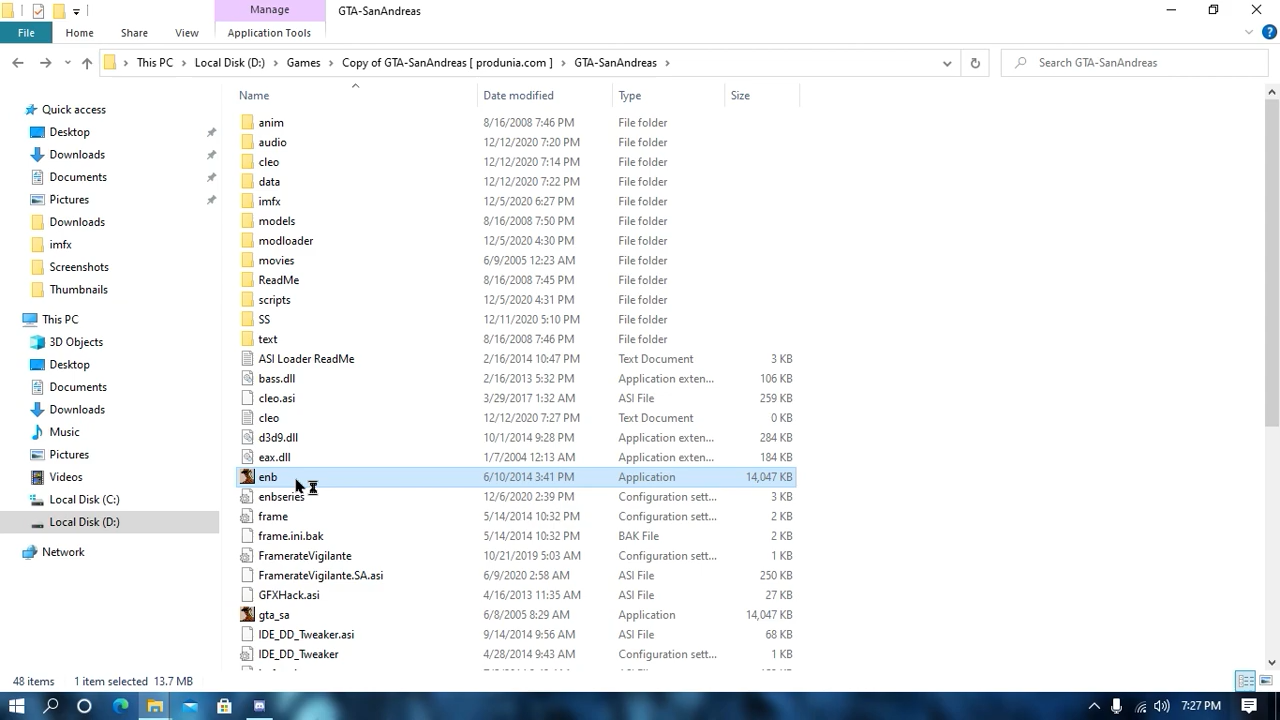 Manage
GTA-SanAndreas
File
Home
Share
View
Application Tools
This PC
Local Disk (D:)
Games
Copy of GTA-SanAndreas [ produnia.com ]
GTA-SanAndreas
Search GTA-SanAndreas
Name
Date modified
Type
Size
Quick access
Desktop
Downloads
Documents
Pictures
Downloads
imfx
Screenshots
Thumbnails
This PC
3D Objects
Desktop
Documents
Downloads
Music
Pictures
Videos
Local Disk (C:)
Local Disk (D:)
Network
anim 8/16/2008 7:46 PM File folder
audio 12/12/2020 7:20 PM File folder
cleo 12/12/2020 7:14 PM File folder
data 12/12/2020 7:22 PM File folder
imfx 12/5/2020 6:27 PM File folder
models 8/16/2008 7:50 PM File folder
modloader 12/5/2020 4:30 PM File folder
movies 6/9/2005 12:23 AM File folder
ReadMe 8/16/2008 7:45 PM File folder
scripts 12/5/2020 4:31 PM File folder
SS 12/11/2020 5:10 PM File folder
text 8/16/2008 7:46 PM File folder
ASI Loader ReadMe 2/16/2014 10:47 PM Text Document 3 KB
bass.dll 2/16/2013 5:32 PM Application exten... 106 KB
cleo.asi 3/29/2017 1:32 AM ASI File 259 KB
cleo 12/12/2020 7:27 PM Text Document 0 KB
d3d9.dll 10/1/2014 9:28 PM Application exten... 284 KB
eax.dll 1/7/2004 12:13 AM Application exten... 184 KB
enb 6/10/2014 3:41 PM Application 14,047 KB
enbseries 12/6/2020 2:39 PM Configuration sett... 3 KB
frame 5/14/2014 10:32 PM Configuration sett... 2 KB
frame.ini.bak 5/14/2014 10:32 PM BAK File 2 KB
FramerateVigilante 10/21/2019 5:03 AM Configuration sett... 1 KB
FramerateVigilante.SA.asi 6/9/2020 2:58 AM ASI File 250 KB
GFXHack.asi 4/16/2013 11:35 AM ASI File 27 KB
gta_sa 6/8/2005 8:29 AM Application 14,047 KB
IDE_DD_Tweaker.asi 9/14/2014 9:56 AM ASI File 68 KB
IDE_DD_Tweaker 4/28/2014 9:43 AM Configuration sett... 1 KB
48 items
1 item selected 13.7 MB
7:27 PM